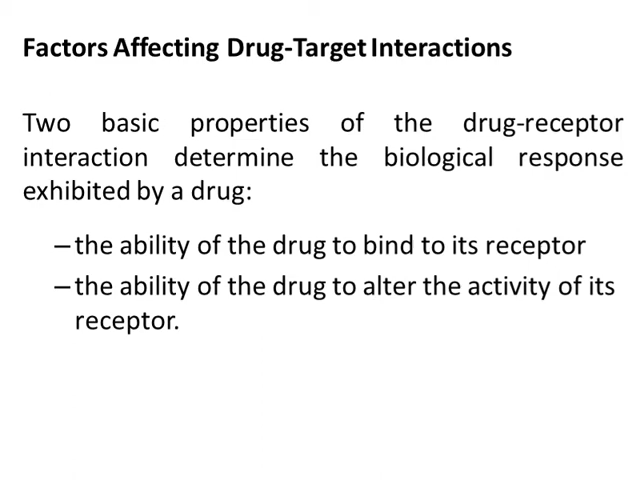 Factors Affecting Drug-Target Interactions
Two basic properties of the drug-receptor
interaction determine the biological response
exhibited by a drug:
–the ability of the drug to bind to its receptor
–the ability of the drug to alter the activity of its
receptor.